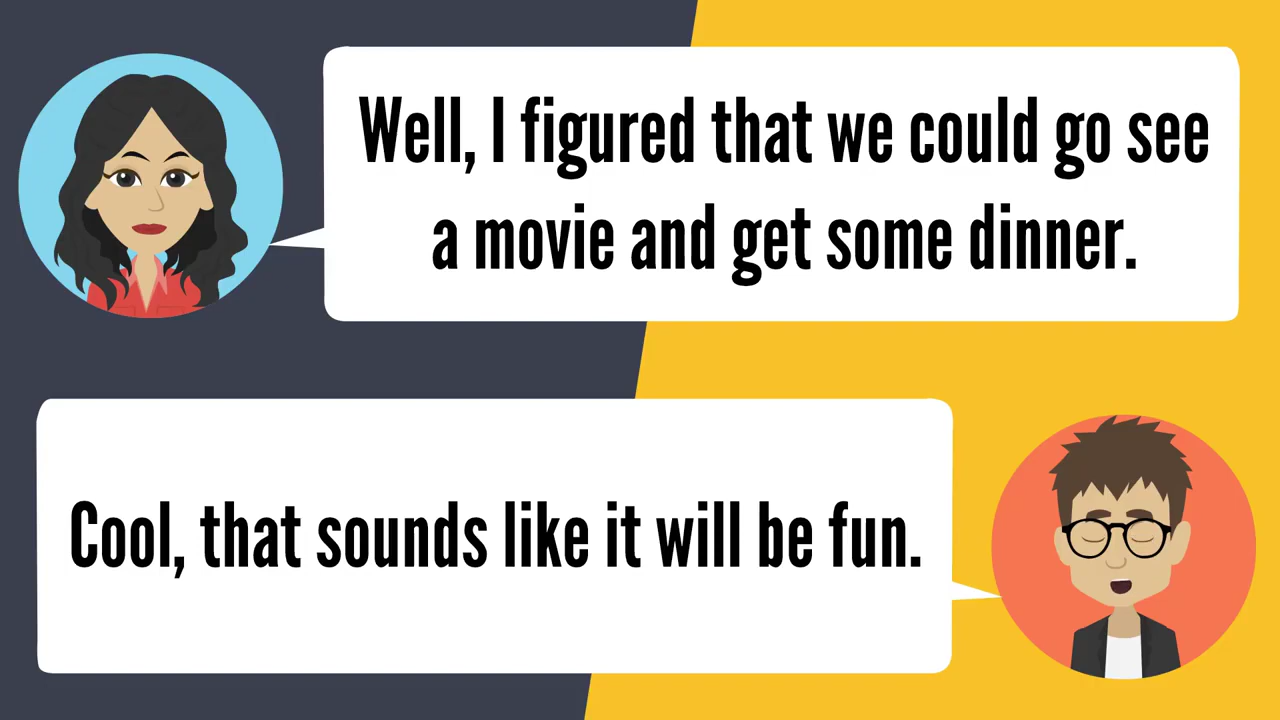 Well, I figured that we could go see
a movie and get some dinner.
Cool, that sounds like it will be fun.